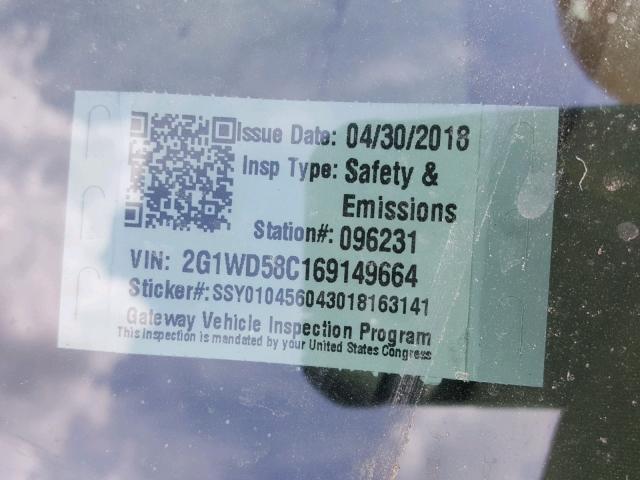 Issue Date: 04/30/2018
Insp Type: Safety &
Emissions
Station#: 096231
VIN: 2G1WD58C169149664
Sticker#: SSY010456043018163141
Gateway Vehicle Inspection Program
This inspection is mandated by your United States Congress